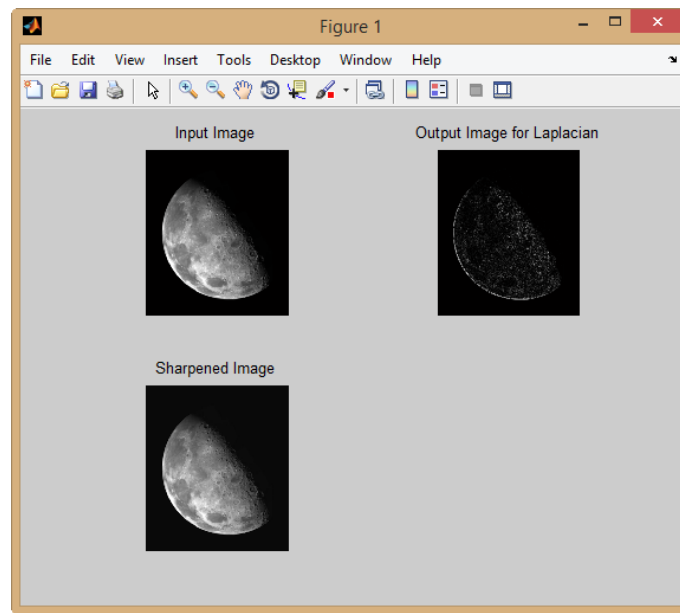 Figure 1
File Edit View Insert Tools Desktop Window Help
Input Image
Output Image for Laplacian
Sharpened Image